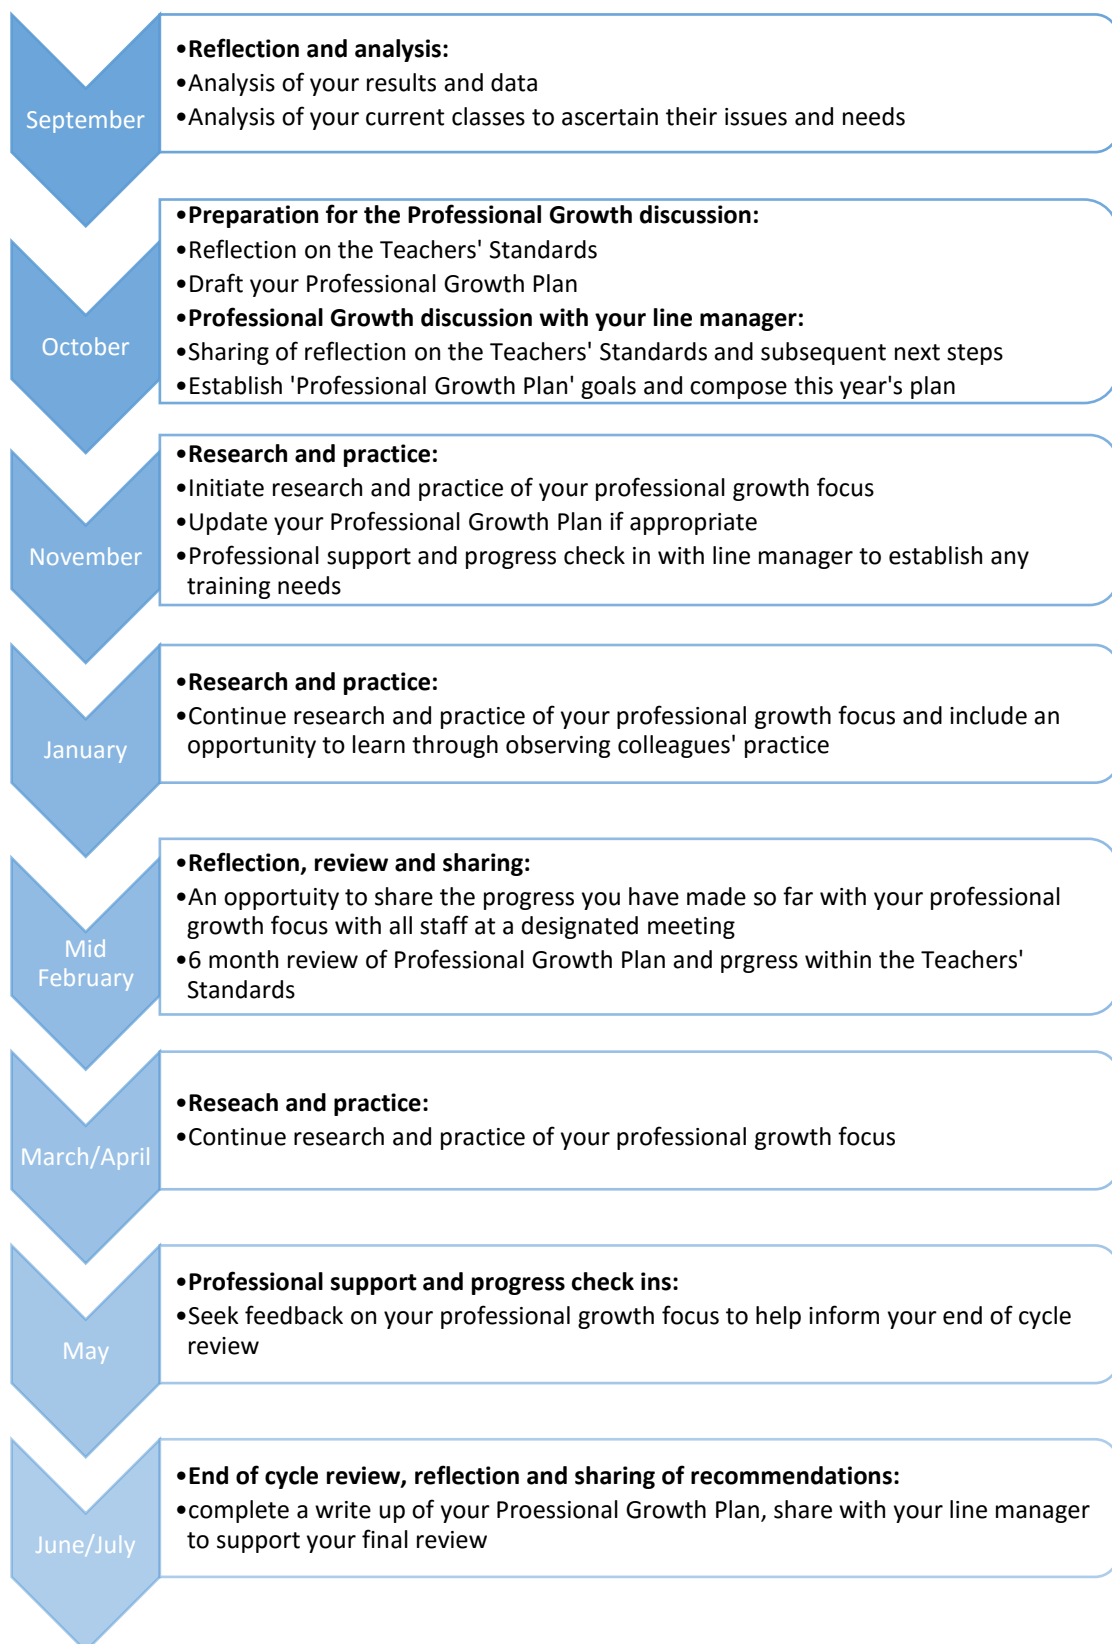 September
•Reflection and analysis:
•Analysis of your results and data
•Analysis of your current classes to ascertain their issues and needs
October
•Preparation for the Professional Growth discussion:
•Reflection on the Teachers' Standards
•Draft your Professional Growth Plan
•Professional Growth discussion with your line manager:
•Sharing of reflection on the Teachers' Standards and subsequent next steps
•Establish 'Professional Growth Plan' goals and compose this year's plan
November
•Research and practice:
•Initiate research and practice of your professional growth focus
•Update your Professional Growth Plan if appropriate
•Professional support and progress check in with line manager to establish any
training needs
January
•Research and practice:
•Continue research and practice of your professional growth focus and include an
opportunity to learn through observing colleagues' practice
Mid
February
•Reflection, review and sharing:
•An opportuity to share the progress you have made so far with your professional
growth focus with all staff at a designated meeting
•6 month review of Professional Growth Plan and prgress within the Teachers'
Standards
March/April
•Reseach and practice:
•Continue research and practice of your professional growth focus
May
•Professional support and progress check ins:
•Seek feedback on your professional growth focus to help inform your end of cycle
review
June/July
•End of cycle review, reflection and sharing of recommendations:
•complete a write up of your Proessional Growth Plan, share with your line manager
to support your final review